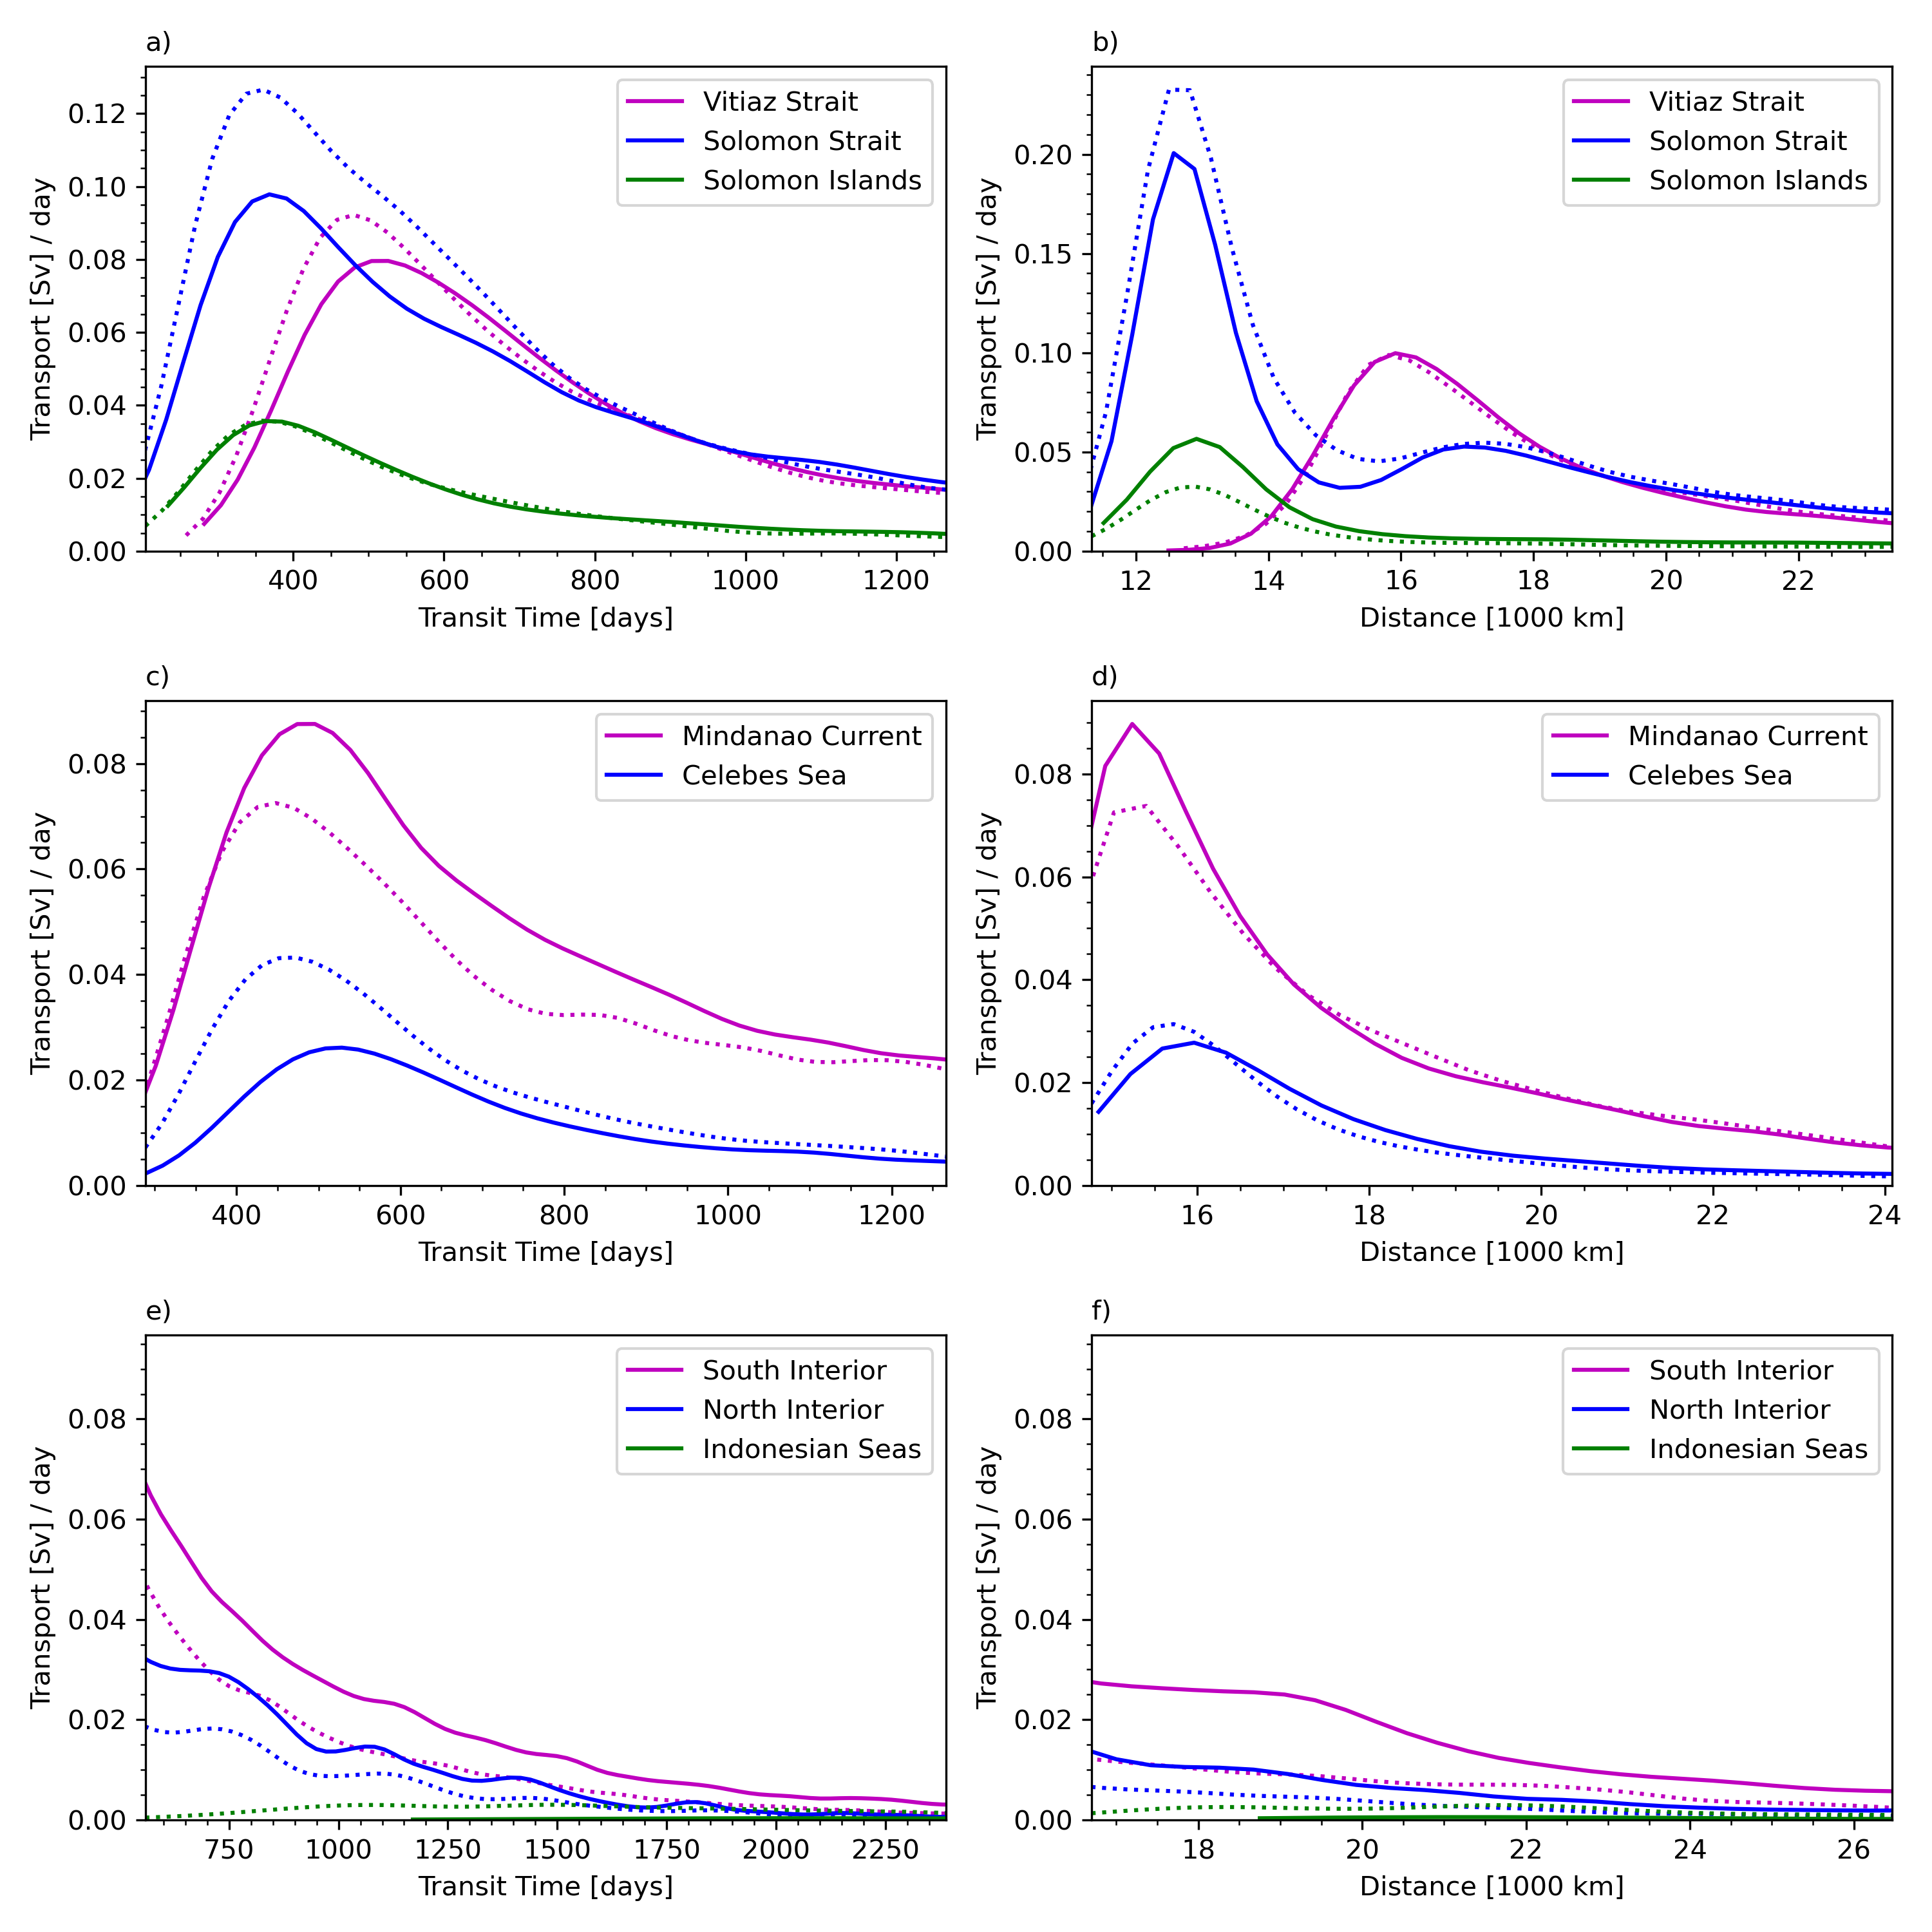 a)
Transport [Sv] / day
0.12
0.10
0.08
0.06
0.04
0.02
0.00
Vitiaz Strait
Solomon Strait
Solomon Islands
400 600 800 1000 1200
Transit Time [days]
b)
Transport [Sv] / day
0.20
0.15
0.10
0.05
0.00
Vitiaz Strait
Solomon Strait
Solomon Islands
12 14 16 18 20 22
Distance [1000 km]
c)
Transport [Sv] / day
0.08
0.06
0.04
0.02
0.00
Mindanao Current
Celebes Sea
400 600 800 1000 1200
Transit Time [days]
d)
Transport [Sv] / day
0.08
0.06
0.04
0.02
0.00
Mindanao Current
Celebes Sea
16 18 20 22 24
Distance [1000 km]
e)
Transport [Sv] / day
0.08
0.06
0.04
0.02
0.00
South Interior
North Interior
Indonesian Seas
750 1000 1250 1500 1750 2000 2250
Transit Time [days]
f)
Transport [Sv] / day
0.08
0.06
0.04
0.02
0.00
South Interior
North Interior
Indonesian Seas
18 20 22 24 26
Distance [1000 km]